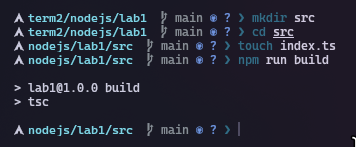 term2/nodejs/lab1 main ? ❯ mkdir src
term2/nodejs/lab1 main ? ❯ cd src
nodejs/lab1/src main ? ❯ touch index.ts
nodejs/lab1/src main ? ❯ npm run build
> lab1@1.0.0 build
> tsc
nodejs/lab1/src main ? ❯